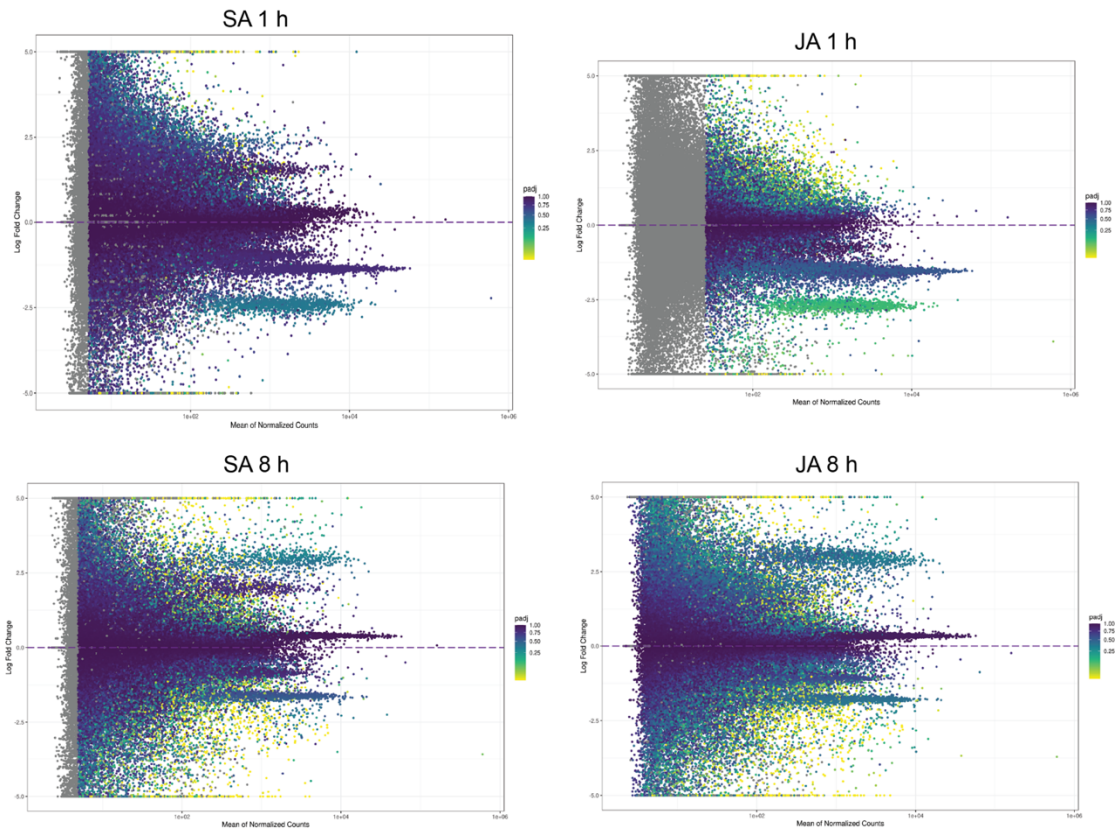 SA 1 h
5.0
2.5
0.0
-2.5
-5.0
Log Fold Change
1e+02
1e+04
1e+06
Mean of Normalized Counts
padj
1.00
0.75
0.50
0.25
JA 1 h
5.0
2.5
0.0
-2.5
-5.0
Log Fold Change
1e+02
1e+04
1e+06
Mean of Normalized Counts
padj
1.00
0.75
0.50
0.25
SA 8 h
5.0
2.5
0.0
-2.5
-5.0
Log Fold Change
1e+02
1e+04
1e+06
Mean of Normalized Counts
padj
1.00
0.75
0.50
0.25
JA 8 h
5.0
2.5
0.0
-2.5
-5.0
Log Fold Change
1e+02
1e+04
1e+06
Mean of Normalized Counts
padj
1.00
0.75
0.50
0.25